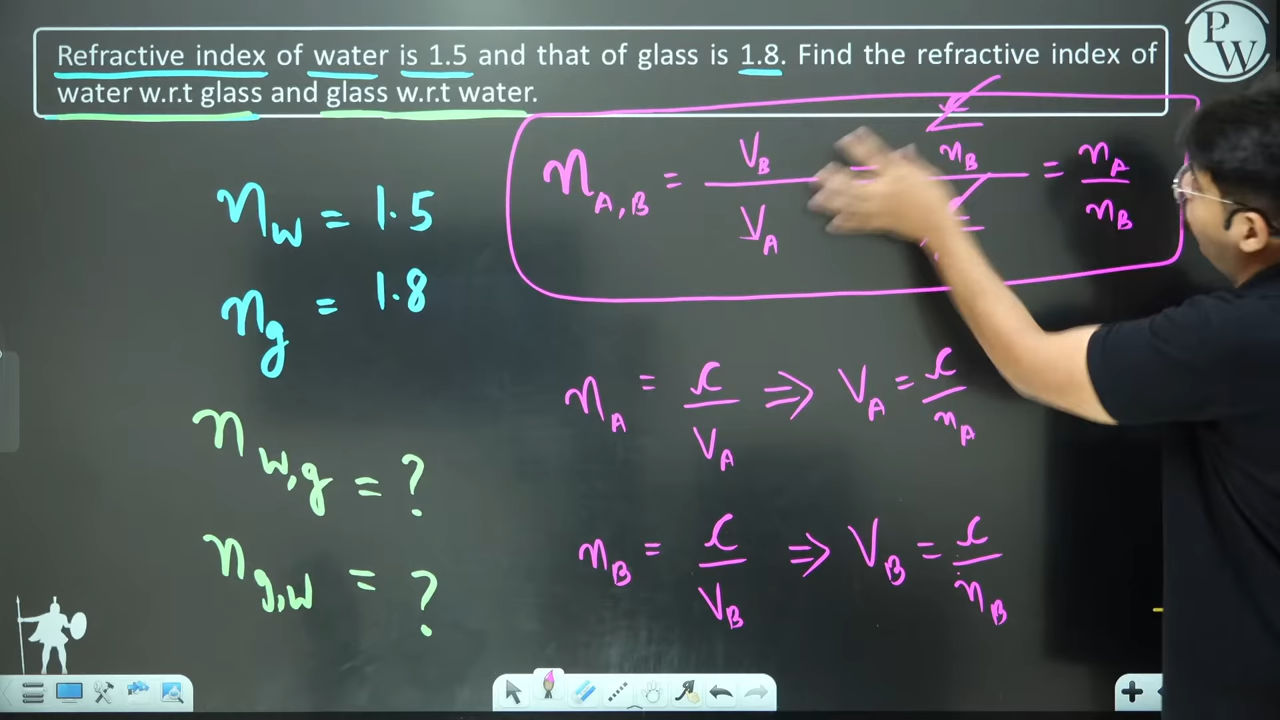 Refractive index of water is 1.5 and that of glass is 1.8. Find the refractive index of
water w.r.t glass and glass w.r.t water.
PW
n_w = 1.5
n_g = 1.8
n_w,g = ?
n_g,w = ?
n_A,B = V_B / V_A = c/n_B / = n_A / n_B
n_A = c / V_A ⇒ V_A = c / n_A
n_B = c / V_B ⇒ V_B = c / n_B